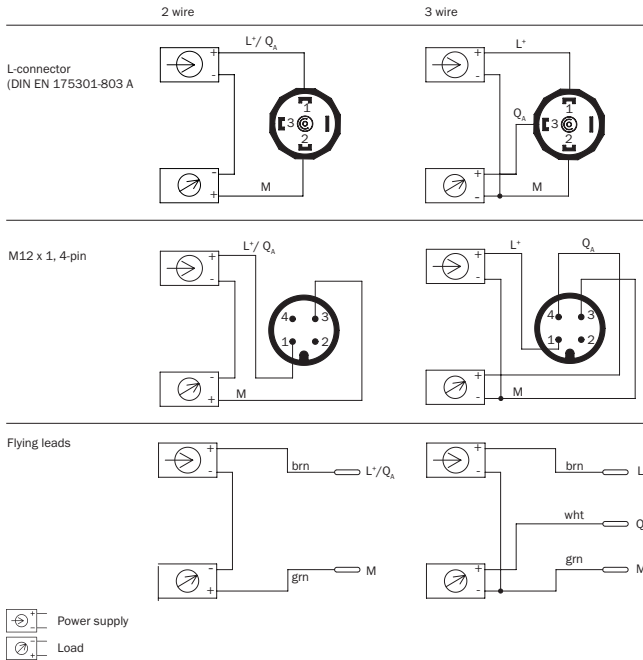 2 wire
3 wire
L-connector
(DIN EN 175301-803 A
+
-
L⁺/ Q_A
1
3
2
-
+
M
+
-
L⁺
Q_A
1
3
2
+
-
M
M12 x 1, 4-pin
+
-
L⁺/ Q_A
4 3
1 2
-
+
M
+
-
L⁺
Q_A
4 3
1 2
+
-
M
Flying leads
+
-
brn
L⁺/Q_A
-
+
grn
M
+
-
brn
L
wht
Q
+
-
grn
M
+
-
Power supply
+
-
Load